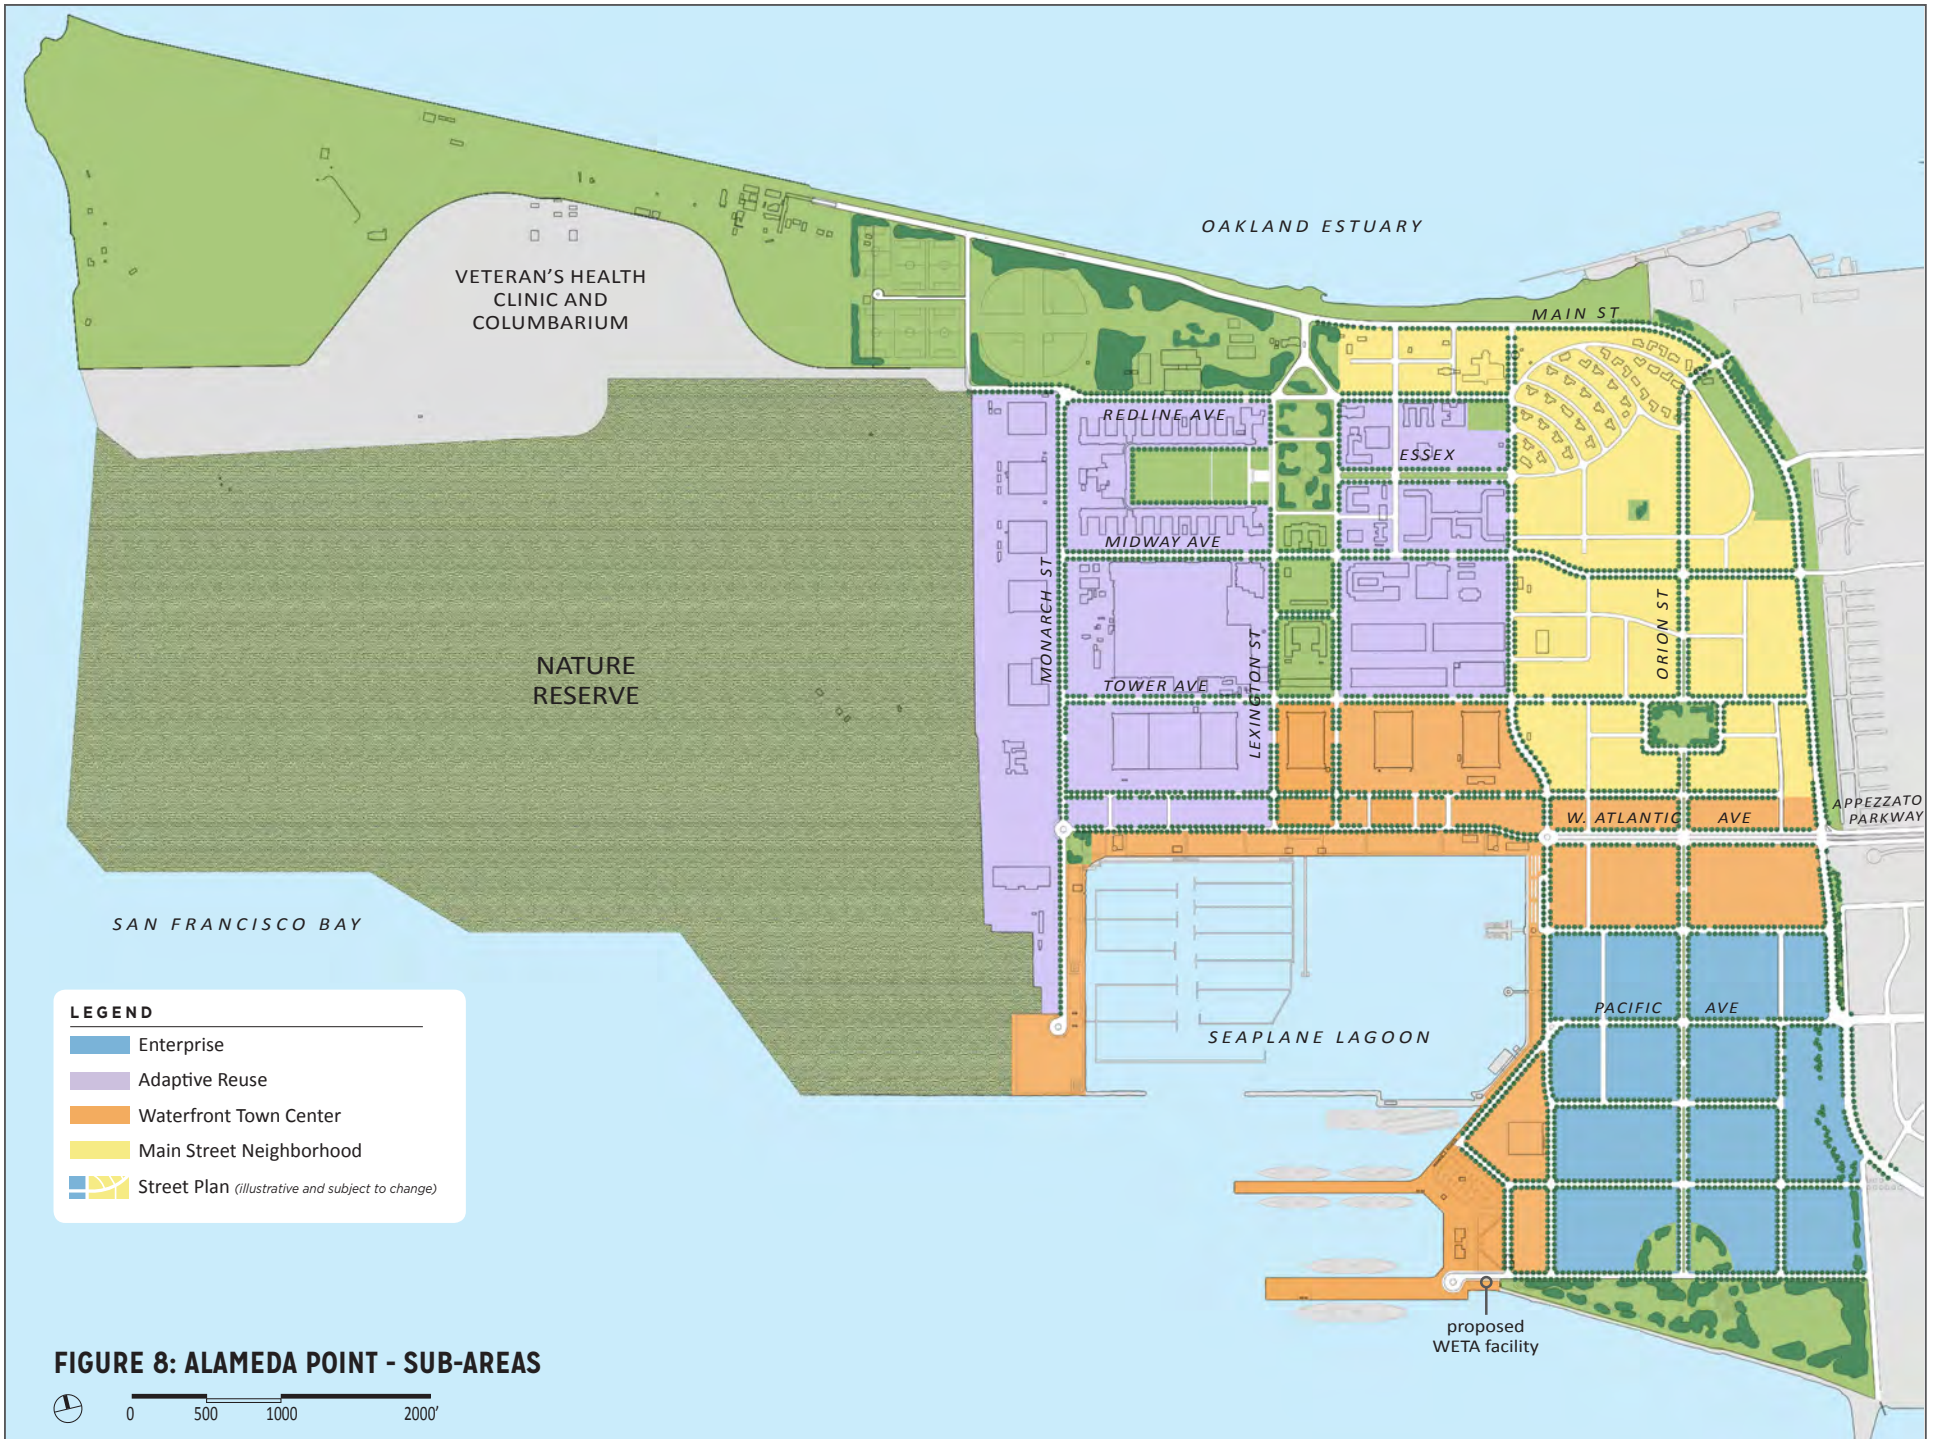 OAKLAND ESTUARY
VETERAN'S HEALTH
CLINIC AND
COLUMBARIUM
MAIN ST
REDLINE AVE
ESSEX
MIDWAY AVE
MONARCH ST
ORION ST
NATURE
RESERVE
TOWER AVE
LEXINGTON ST
W. ATLANTIC AVE
APPEZZATO
PARKWAY
SAN FRANCISCO BAY
PACIFIC AVE
SEAPLANE LAGOON
LEGEND
Enterprise
Adaptive Reuse
Waterfront Town Center
Main Street Neighborhood
Street Plan (illustrative and subject to change)
proposed
WETA facility
FIGURE 8: ALAMEDA POINT - SUB-AREAS
0 500 1000 2000'